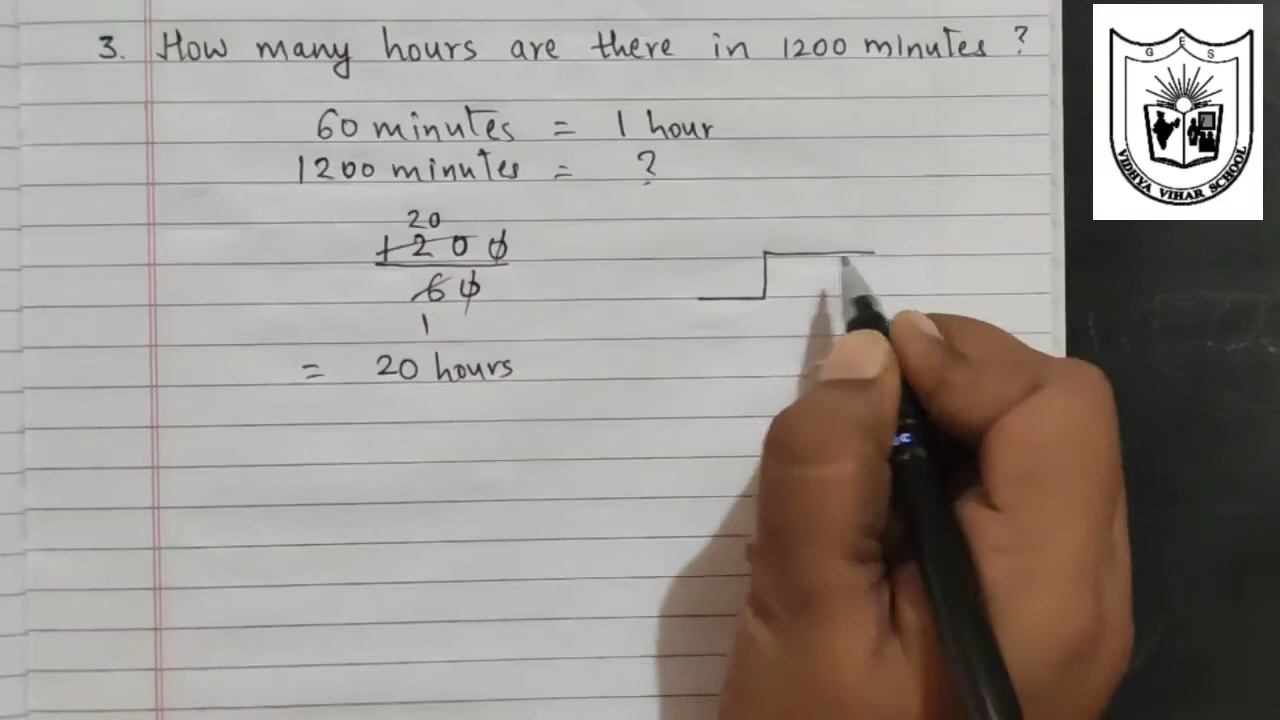 3. How many hours are there in 1200 minutes ?
60 minutes = 1 hour
1200 minutes = ?
20
1200
60
1
= 20 hours
G E S
VIDHYA VIHAR SCHOOL